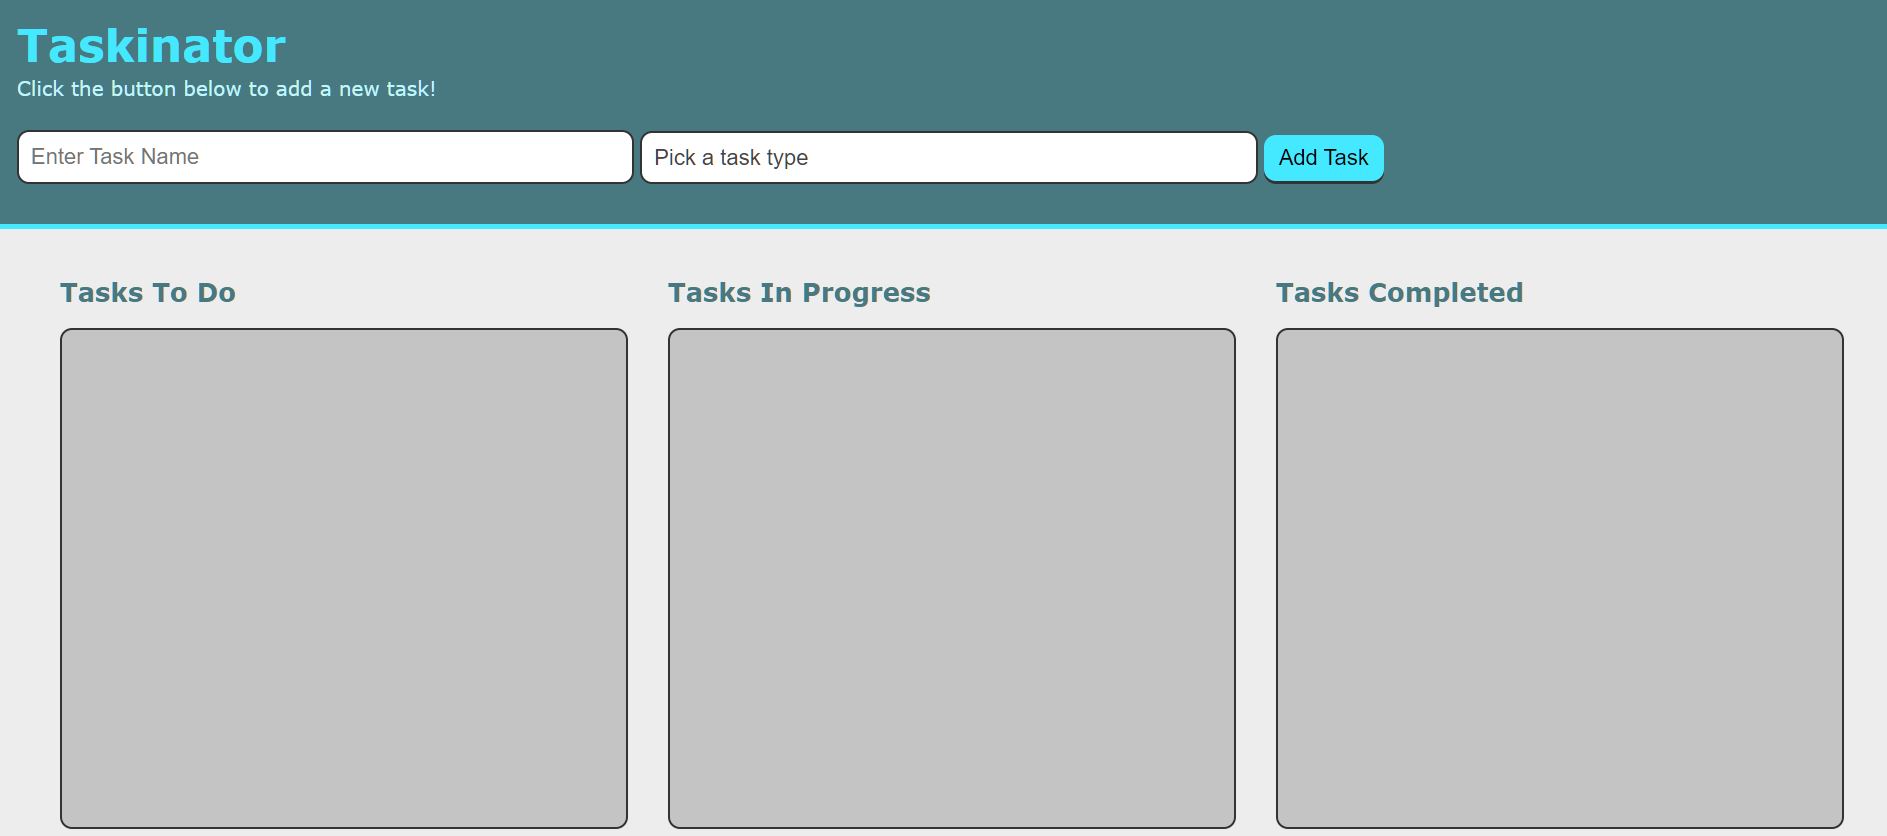 Taskinator
Click the button below to add a new task!
Enter Task Name
Pick a task type
Add Task
Tasks To Do
Tasks In Progress
Tasks Completed